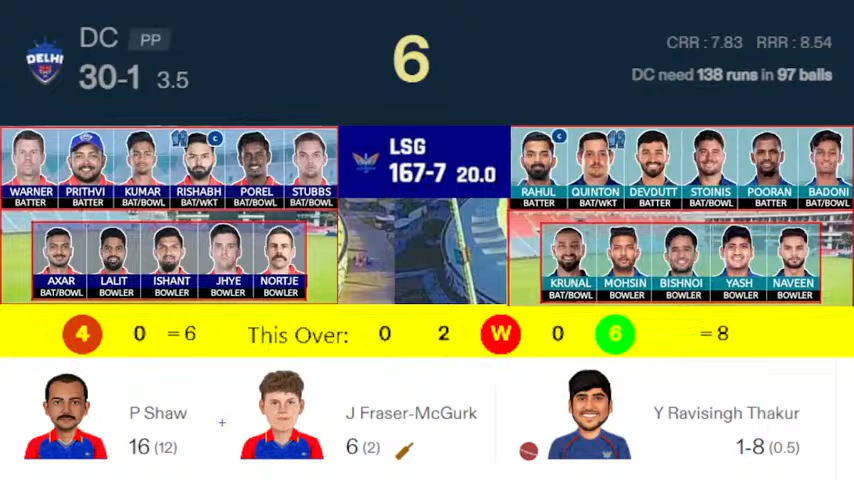 DC PP
30-1 3.5
6
CRR : 7.83 RRR : 8.54
DC need 138 runs in 97 balls
DELHI
WARNER PRITHVI KUMAR RISHABH POREL STUBBS
BATTER BATTER BAT/BOWL BAT/WKT BAT/BOWL BAT/BOWL
C
LSG
167-7 20.0
C
RAHUL QUINTON DEVDUTT STOINIS POORAN BADONI
BATTER BAT/WKT BATTER BAT/BOWL BATTER BAT/BOWL
AXAR LALIT ISHANT JHYE NORTJE
BAT/BOWL BOWLER BOWLER BOWLER BOWLER
KRUNAL MOHSIN BISHNOI YASH NAVEEN
BAT/BOWL BOWLER BOWLER BOWLER BOWLER
4 0 = 6 This Over: 0 2 W 0 6 = 8
P Shaw
16 (12)
J Fraser-McGurk
6 (2)
Y Ravisingh Thakur
1-8 (0.5)